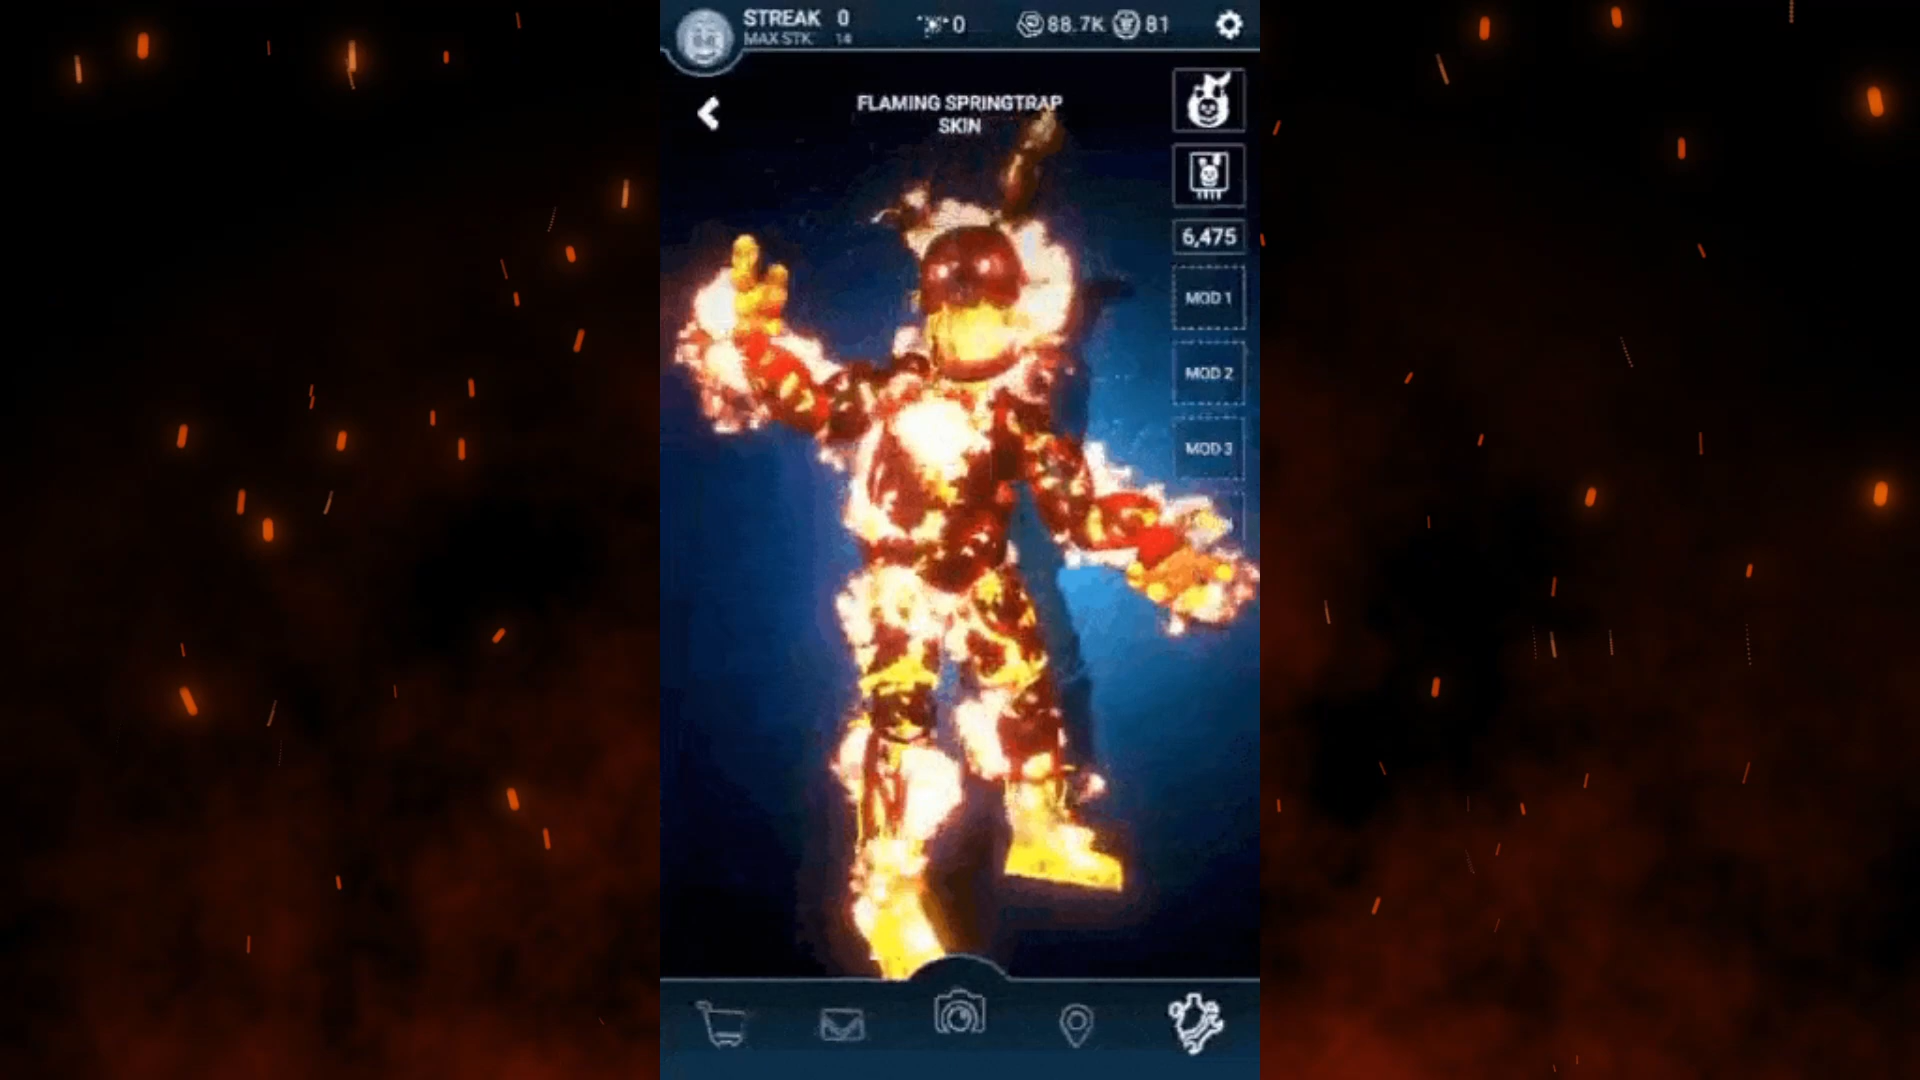 STREAK 0
MAX STK. 14
0
88.7K
81
FLAMING SPRINGTRAP
SKIN
6,475
MOD 1
MOD 2
MOD 3